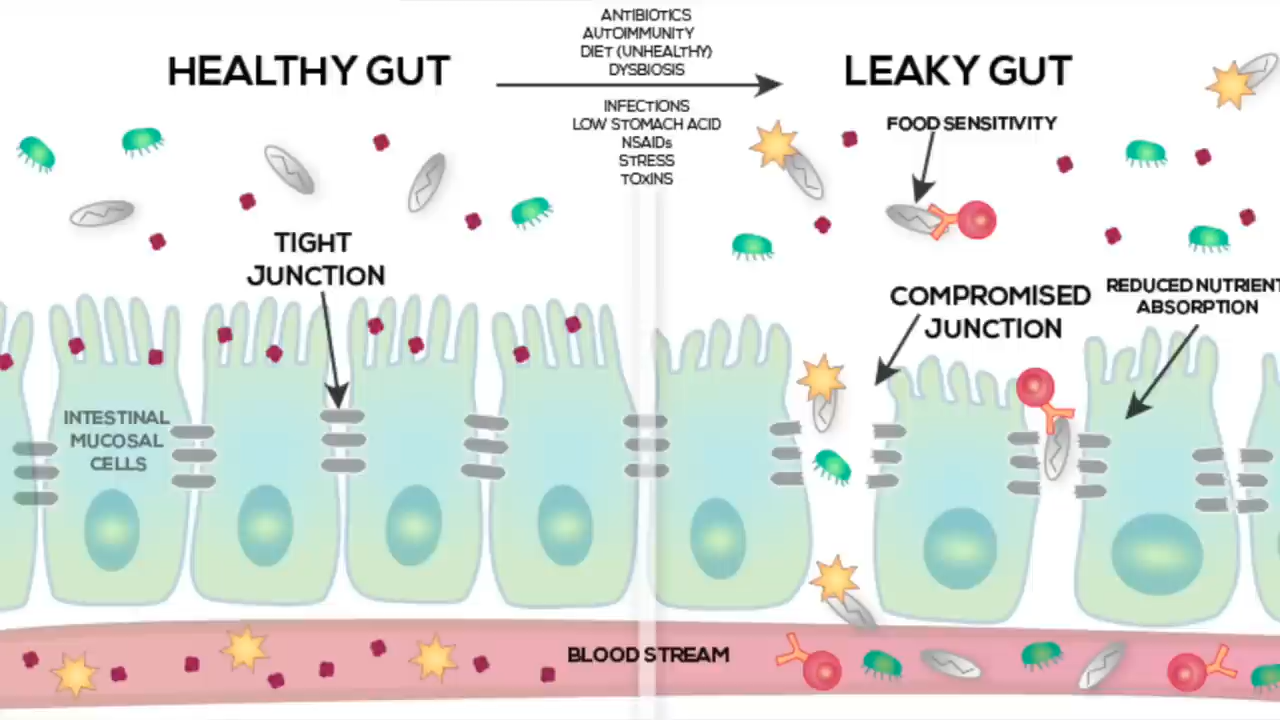 HEALTHY GUT
ANTIBIOTICS
AUTOIMMUNITY
DIET (UNHEALTHY)
DYSBIOSIS
INFECTIONS
LOW STOMACH ACID
NSAIDs
STRESS
TOXINS
LEAKY GUT
FOOD SENSITIVITY
TIGHT
JUNCTION
COMPROMISED
JUNCTION
REDUCED NUTRIENT
ABSORPTION
INTESTINAL
MUCOSAL
CELLS
BLOOD STREAM